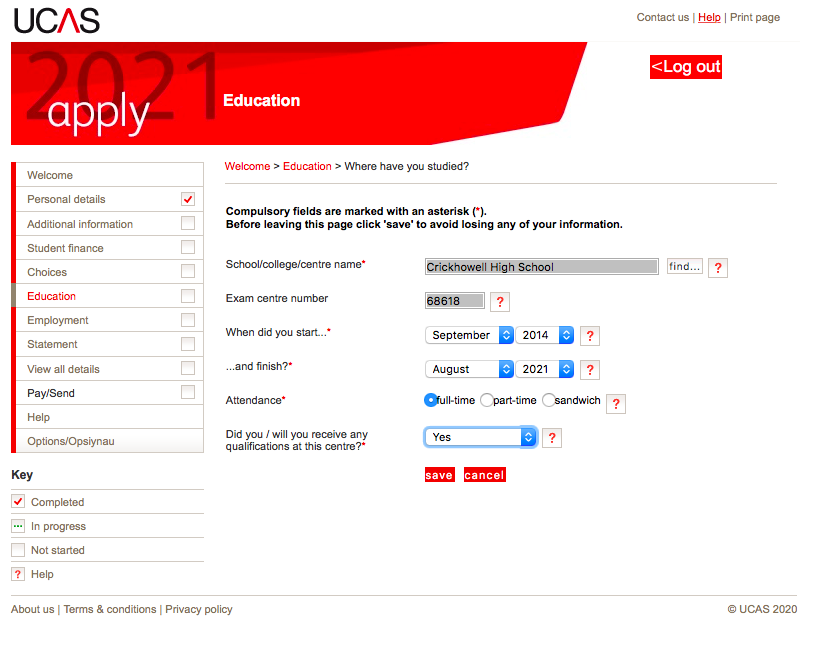 UCAS
Contact us | Help | Print page
2021
apply
Education
<Log out
Welcome
Personal details
Additional information
Student finance
Choices
Education
Employment
Statement
View all details
Pay/Send
Help
Options/Opsiynau
Key
Completed
In progress
Not started
? Help
Welcome > Education > Where have you studied?
Compulsory fields are marked with an asterisk (*).
Before leaving this page click 'save' to avoid losing any of your information.
School/college/centre name* Crickhowell High School find... ?
Exam centre number 68618 ?
When did you start...* September 2014 ?
...and finish?* August 2021 ?
Attendance* full-time part-time sandwich ?
Did you / will you receive any
qualifications at this centre?* Yes ?
save cancel
About us | Terms & conditions | Privacy policy
© UCAS 2020